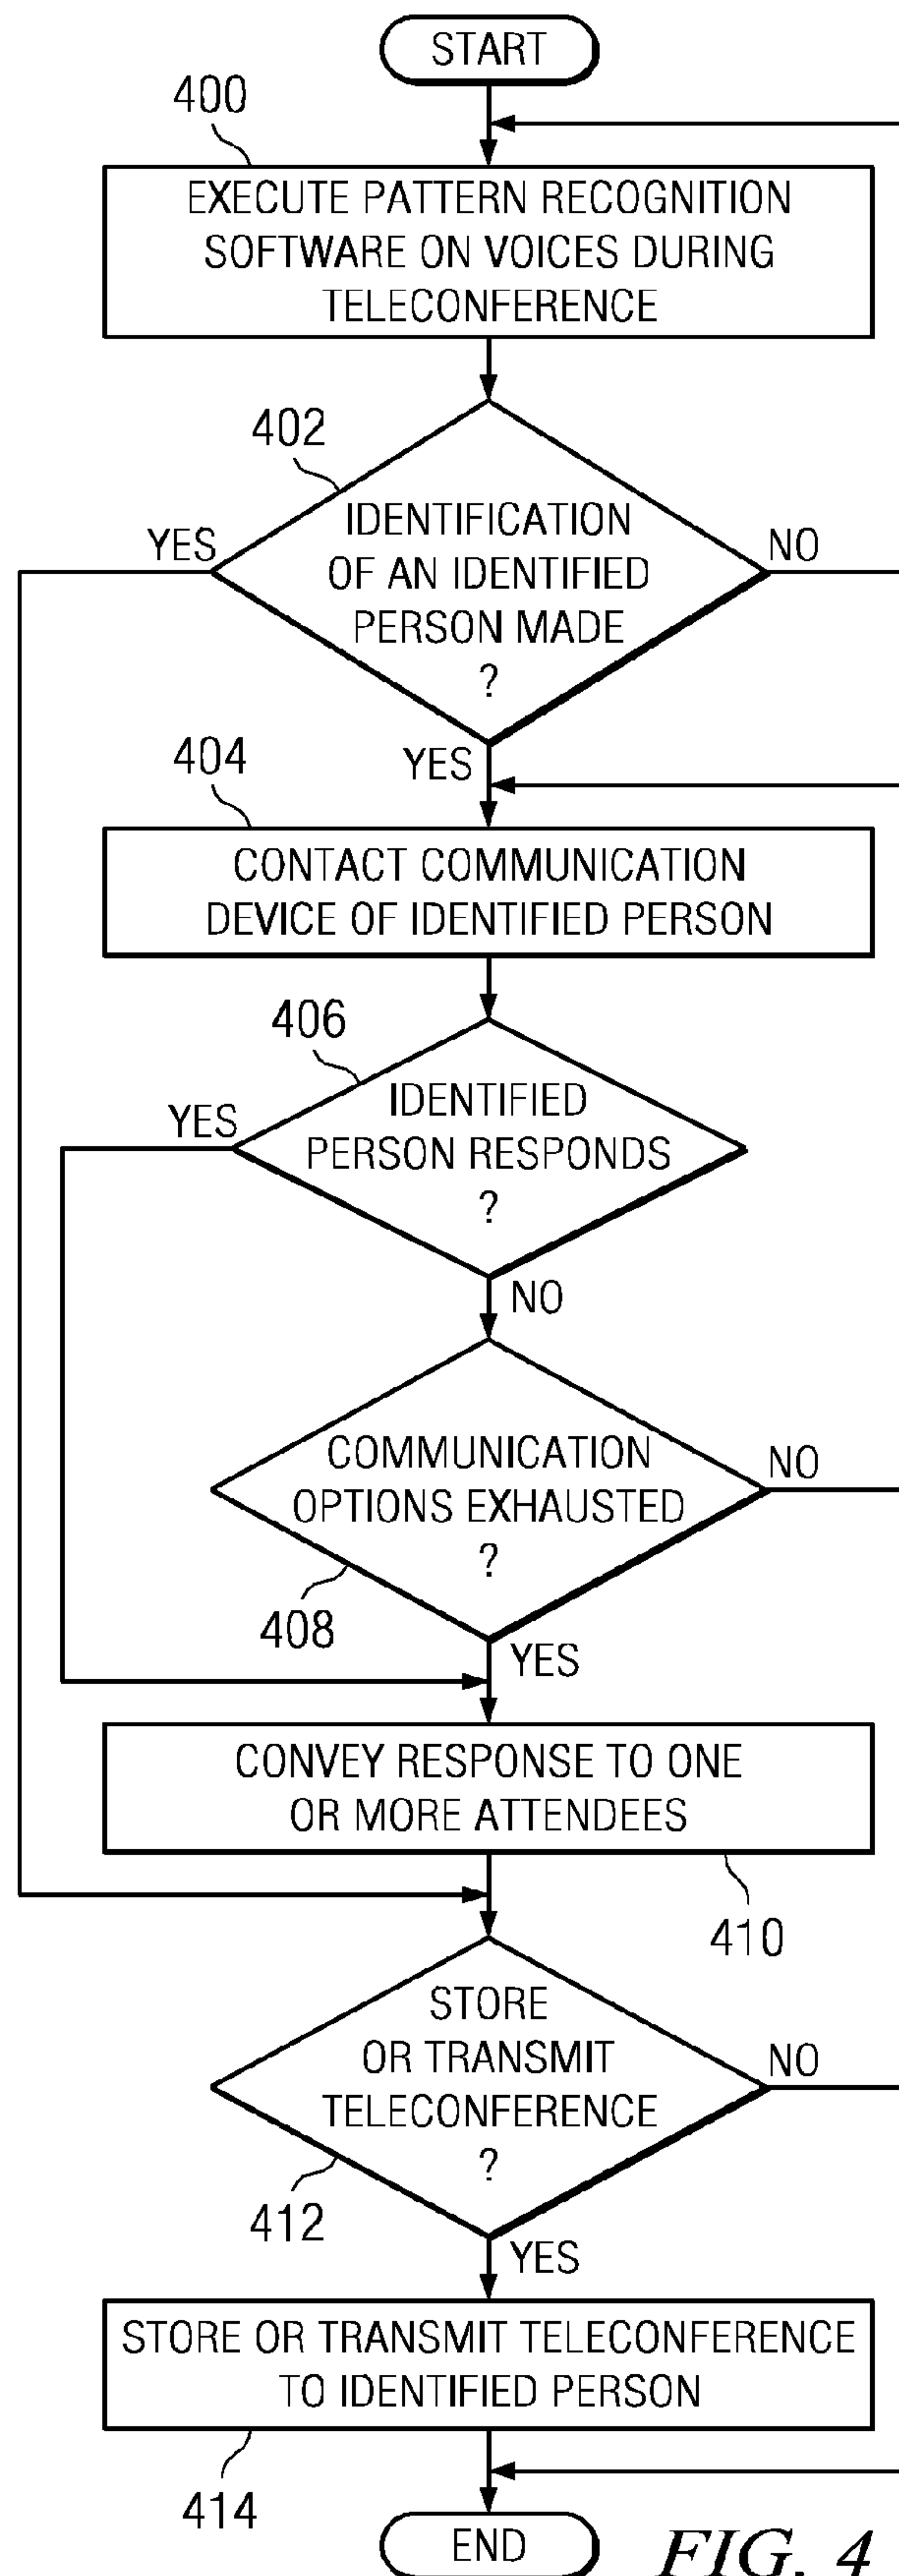 START
400
EXECUTE PATTERN RECOGNITION
SOFTWARE ON VOICES DURING
TELECONFERENCE
402
IDENTIFICATION
OF AN IDENTIFIED
PERSON MADE
?
YES
NO
YES
404
CONTACT COMMUNICATION
DEVICE OF IDENTIFIED PERSON
406
IDENTIFIED
PERSON RESPONDS
?
YES
NO
COMMUNICATION
OPTIONS EXHAUSTED
?
NO
408
YES
CONVEY RESPONSE TO ONE
OR MORE ATTENDEES
410
STORE
OR TRANSMIT
TELECONFERENCE
?
NO
412
YES
STORE OR TRANSMIT TELECONFERENCE
TO IDENTIFIED PERSON
414
END
FIG. 4